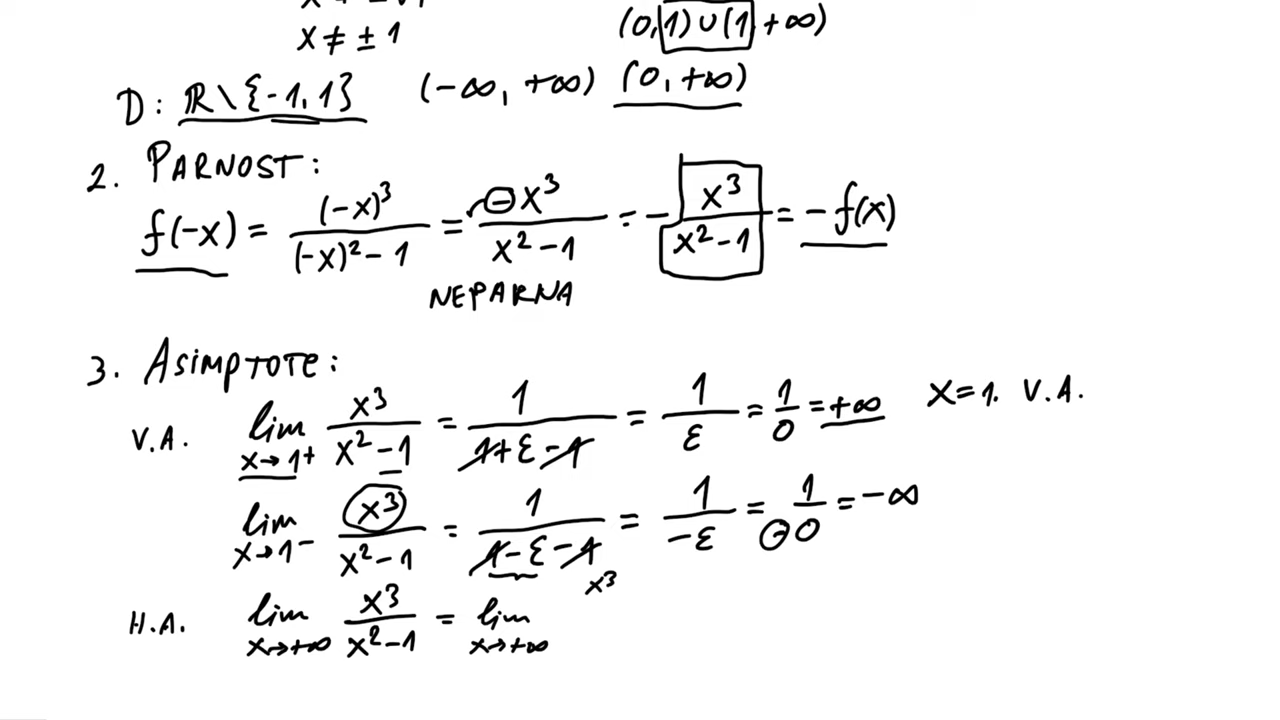 x ≠ ± 1
(0,1) ∪ (1,+∞)
D: ℝ \ {-1,1} (-∞, +∞) (0, +∞)
2. PARNOST:
f(-x) = (-x)³/((-x)²-1) = -x³/(x²-1) = - x³/(x²-1) = -f(x)
NEPARNA
3. ASIMPTOTE:
V.A. lim x→1+ x³/(x²-1) = 1/(1+ε-1) = 1/ε = 1/0 = +∞ x=1. V.A.
lim x→1- x³/(x²-1) = 1/(1-ε-1) = 1/-ε = 1/-0 = -∞
x³
H.A. lim x→+∞ x³/(x²-1) = lim x→+∞